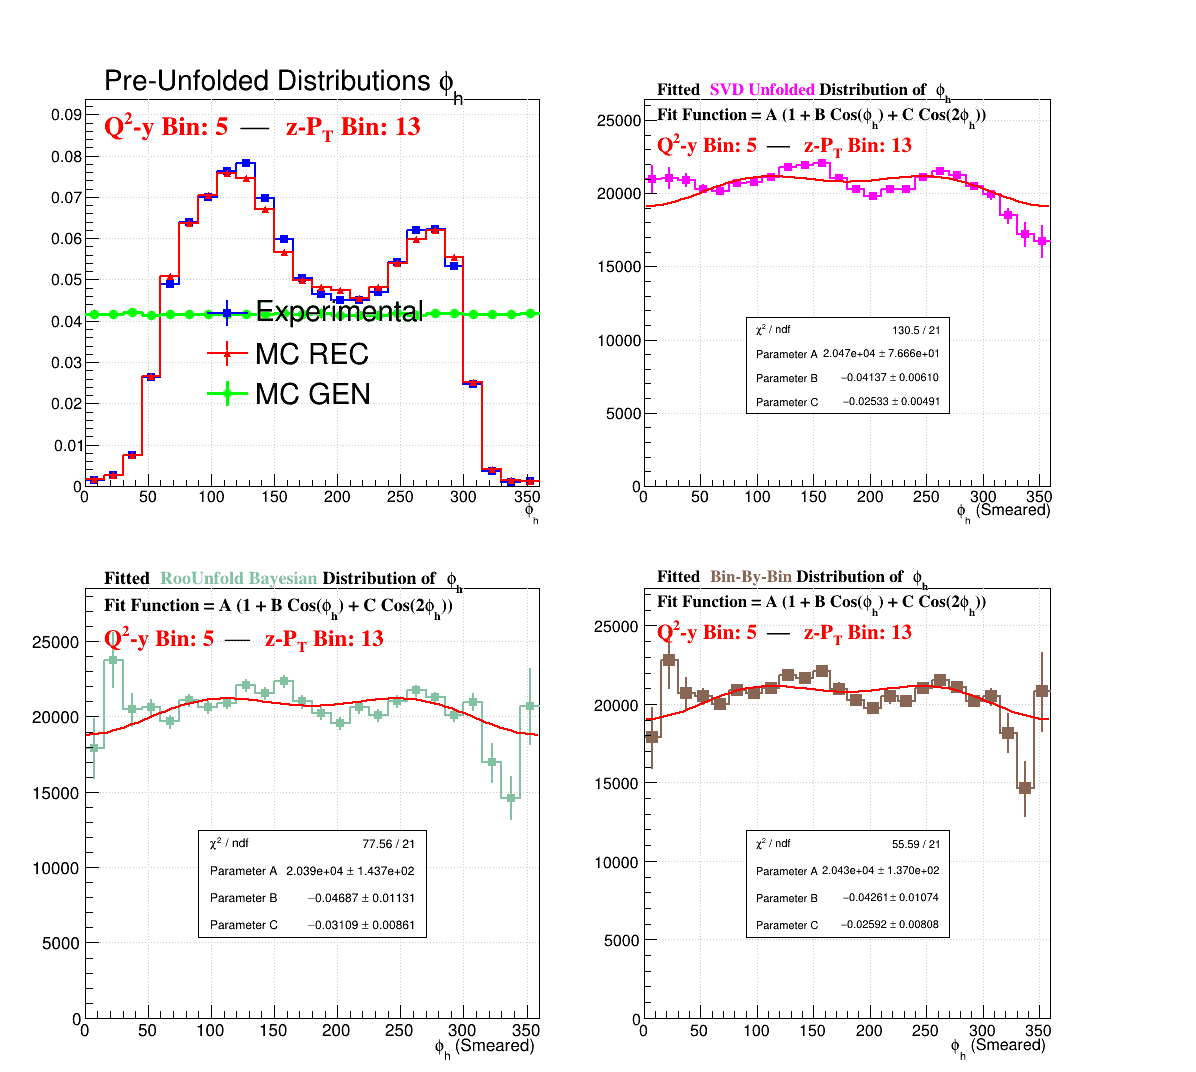 Pre-Unfolded Distributions ϕh
Q2-y Bin: 5 — z-PT Bin: 13
0.09
0.08
0.07
0.06
0.05
0.04
0.03
0.02
0.01
0
Experimental
MC REC
MC GEN
0 50 100 150 200 250 300 350
ϕh
Fitted SVD Unfolded Distribution of ϕh
Fit Function = A (1 + B Cos(ϕh) + C Cos(2ϕh))
Q2-y Bin: 5 — z-PT Bin: 13
25000
20000
15000
10000
5000
0
χ2 / ndf 130.5 / 21
Parameter A 2.047e+04 ± 7.666e+01
Parameter B −0.04137 ± 0.00610
Parameter C −0.02533 ± 0.00491
0 50 100 150 200 250 300 350
ϕh (Smeared)
Fitted RooUnfold Bayesian Distribution of ϕh
Fit Function = A (1 + B Cos(ϕh) + C Cos(2ϕh))
Q2-y Bin: 5 — z-PT Bin: 13
25000
20000
15000
10000
5000
0
χ2 / ndf 77.56 / 21
Parameter A 2.039e+04 ± 1.437e+02
Parameter B −0.04687 ± 0.01131
Parameter C −0.03109 ± 0.00861
0 50 100 150 200 250 300 350
ϕh (Smeared)
Fitted Bin-By-Bin Distribution of ϕh
Fit Function = A (1 + B Cos(ϕh) + C Cos(2ϕh))
Q2-y Bin: 5 — z-PT Bin: 13
25000
20000
15000
10000
5000
0
χ2 / ndf 55.59 / 21
Parameter A 2.043e+04 ± 1.370e+02
Parameter B −0.04261 ± 0.01074
Parameter C −0.02592 ± 0.00808
0 50 100 150 200 250 300 350
ϕh (Smeared)